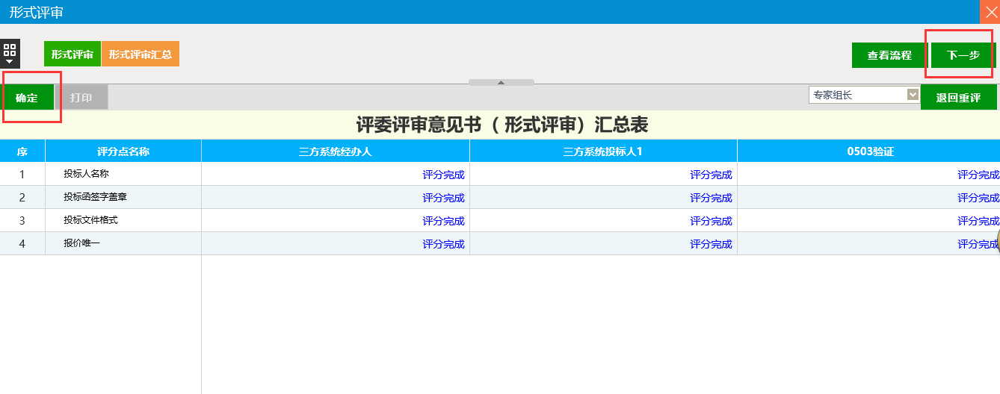 形式评审
形式评审 形式评审汇总 查看流程 下一步
确定 打印 专家组长 退回重评
评委评审意见书（ 形式评审）汇总表
序 评分点名称 三方系统经办人 三方系统投标人1 0503验证
1 投标人名称 评分完成 评分完成 评分完成
2 投标函签字盖章 评分完成 评分完成 评分完成
3 投标文件格式 评分完成 评分完成 评分完成
4 报价唯一 评分完成 评分完成 评分完成